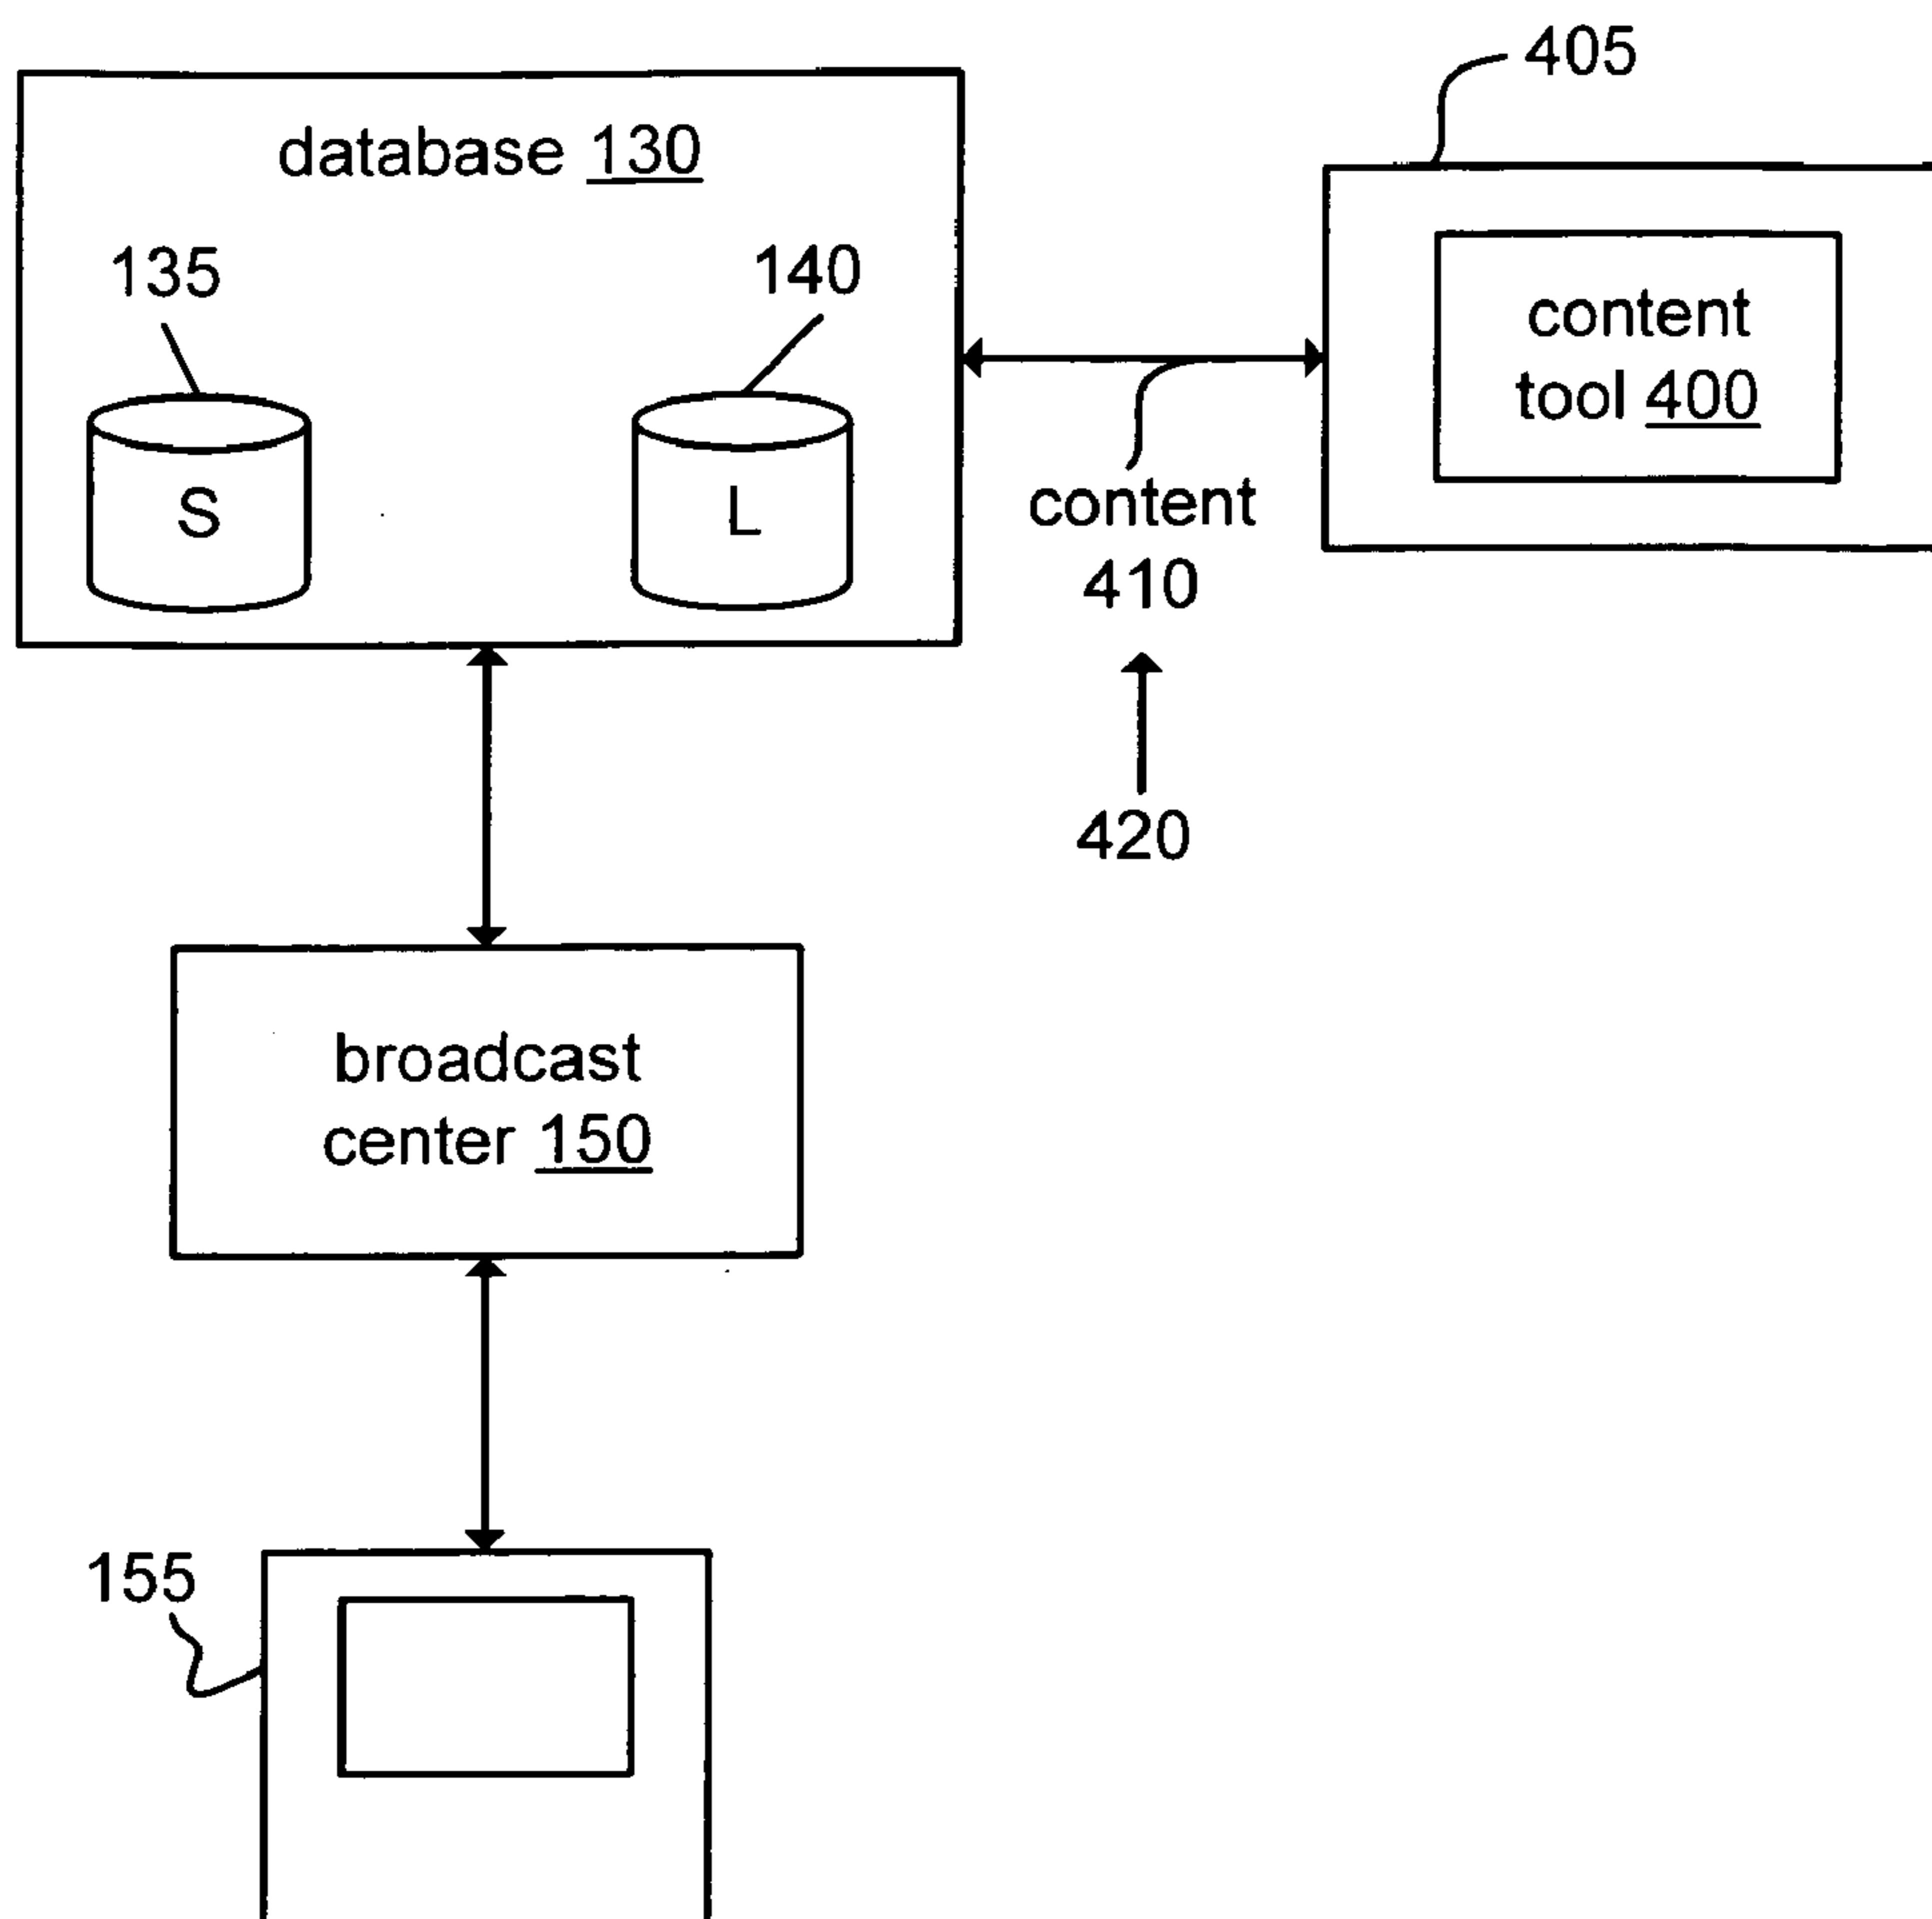 405
database 130
135
140
content
tool 400
S
L
content
410
420
broadcast
center 150
155